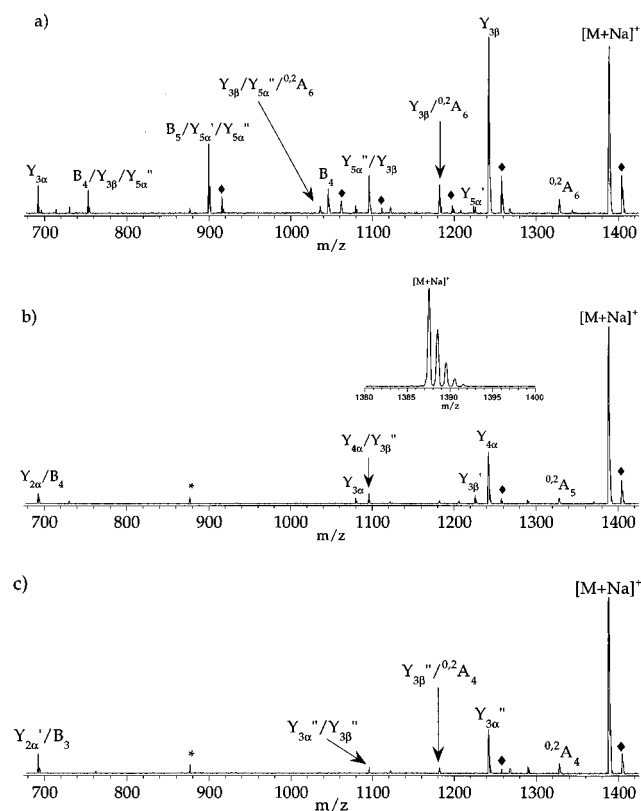 a)
Y3β
[M+Na]+
Y3β/Y5α''/0,2A6
Y3β/0,2A6
B5/Y5α'/Y5α''
Y3α
B4/Y3β/Y5α''
B4
Y5α''/Y3β
♦ ♦ ♦ ♦ ♦ ♦
Y5α'
0,2A6
700 800 900 1000 1100 1200 1300 1400
m/z
b)
[M+Na]+
[M+Na]+
1380 1385 1390 1395 1400
m/z
Y4α/Y3β''
Y4α
Y2α/B4
*
Y3α
Y3β'
♦
0,2A5
♦
700 800 900 1000 1100 1200 1300 1400
m/z
c)
[M+Na]+
Y3β''/0,2A4
Y3α''/Y3β''
Y3α''
Y2α'/B3
*
♦
0,2A4
♦
700 800 900 1000 1100 1200 1300 1400
m/z